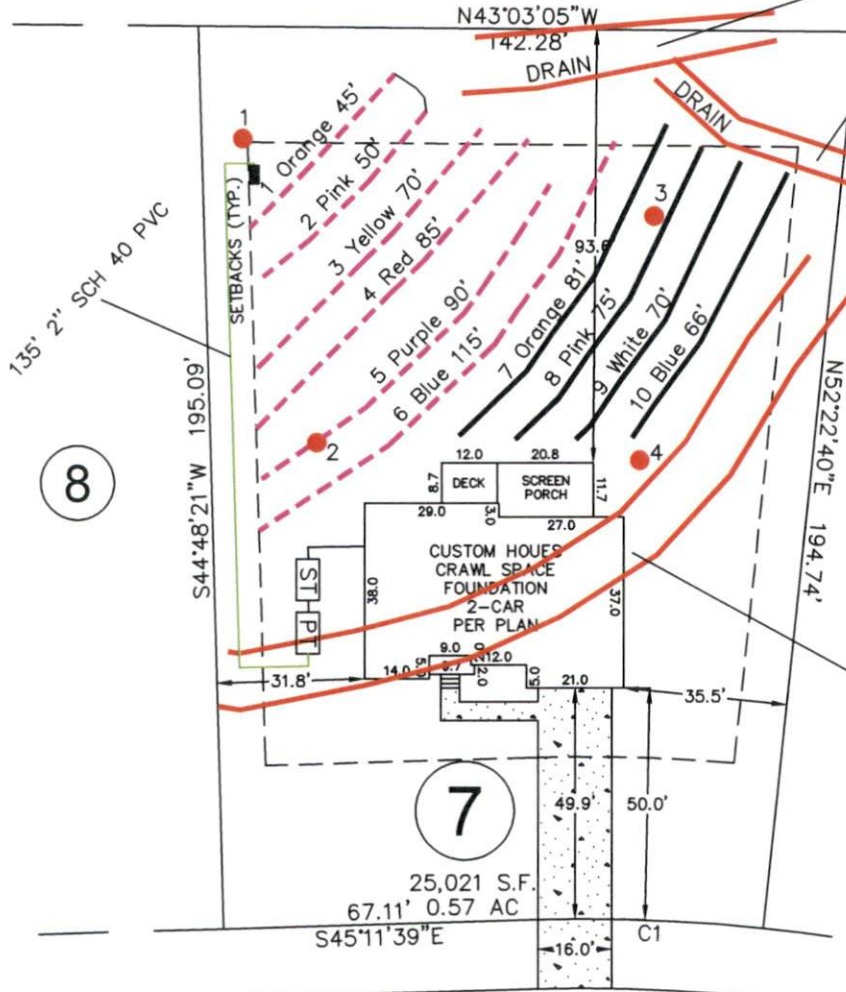 N43°03'05"W
142.28'
DRAIN
DRAIN
1
1 Orange 45'
2 Pink 50'
3 Yellow 70'
4 Red 85'
5 Purple 90'
6 Blue 115'
7 Orange 81'
8 Pink 75'
9 White 70'
10 Blue 66'
3
93.6
SETBACKS (TYP.)
135' 2" SCH 40 PVC
S44°48'21"W 195.09'
N52°22'40"E 194.74'
8
2
4
12.0
20.8
8.7
DECK
SCREEN
PORCH
11.7
29.0
3.0
27.0
CUSTOM HOUES
CRAWL SPACE
FOUNDATION
2-CAR
PER PLAN
38.0
37.0
ST
PT
9.0
12.0
14.0
2.0
5.0
21.0
31.8'
35.5'
49.9'
50.0'
7
25,021 S.F.
67.11' 0.57 AC
S45°11'39"E
16.0'
C1